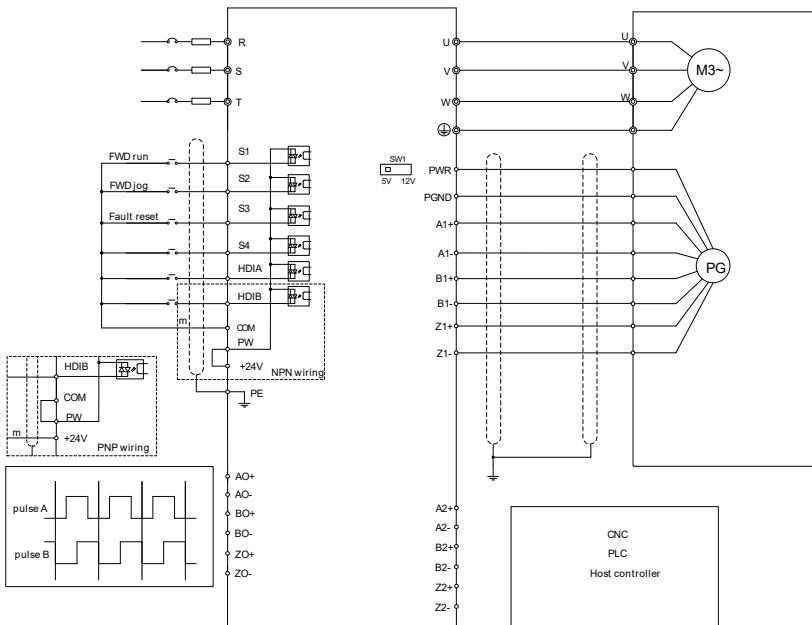 R
S
T
U
V
W
U
V
W
M3~
FWD run
FWD jog
Fault reset
S1
S2
S3
S4
HDIA
HDIB
m
COM
PW
+24V
NPN wiring
PE
SW1
5V 12V
PWR
PGND
A1+
A1-
B1+
B1-
Z1+
Z1-
PG
HDIB
COM
PW
m
+24V
PNP wiring
pulse A
pulse B
AO+
AO-
BO+
BO-
ZO+
ZO-
A2+
A2-
B2+
B2-
Z2+
Z2-
CNC
PLC
Host controller